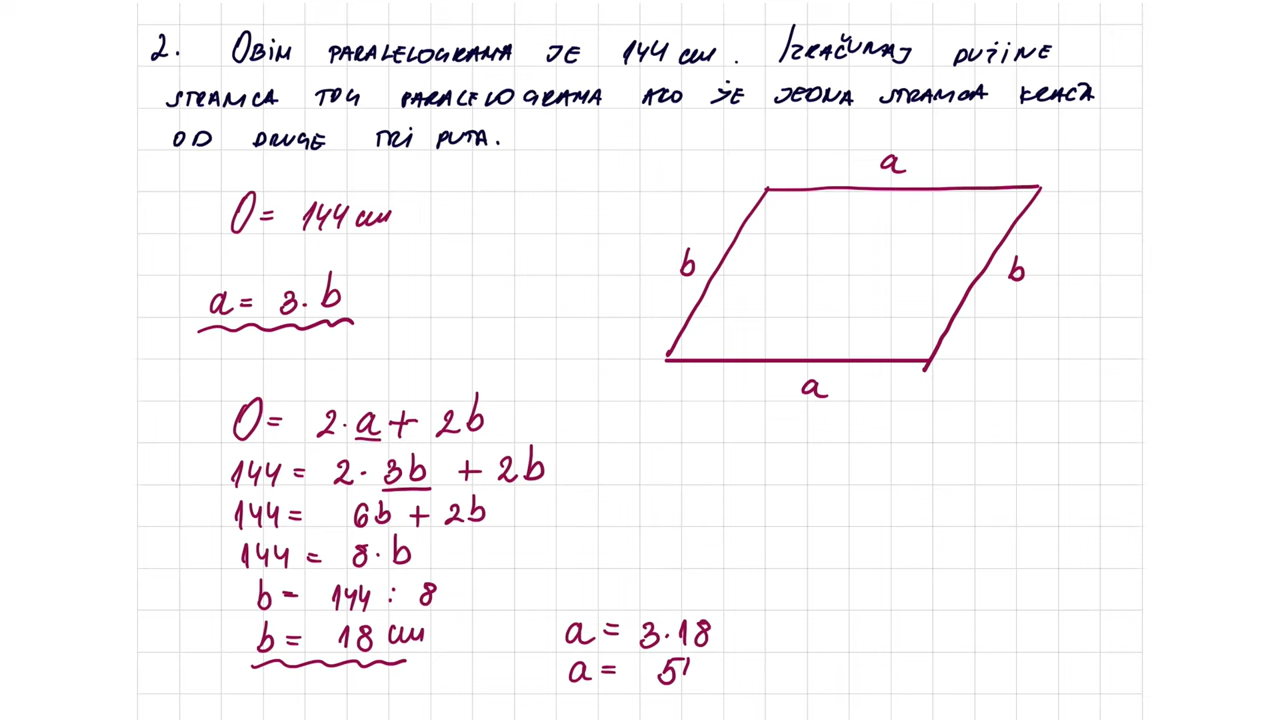 2. OBIM PARALELOGRAMA JE 144 cm. IZRAČUNAJ DUŽINE
STRANICA TOG PARALELOGRAMA AKO JE JEDNA STRANICA KRAĆA
OD DRUGE TRI PUTA.
a
O = 144 cm
b
b
a = 3 · b
a
O = 2 · a + 2b
144 = 2 · 3b + 2b
144 = 6b + 2b
144 = 8 · b
b = 144 : 8
b = 18 cm
a = 3 · 18
a = 5